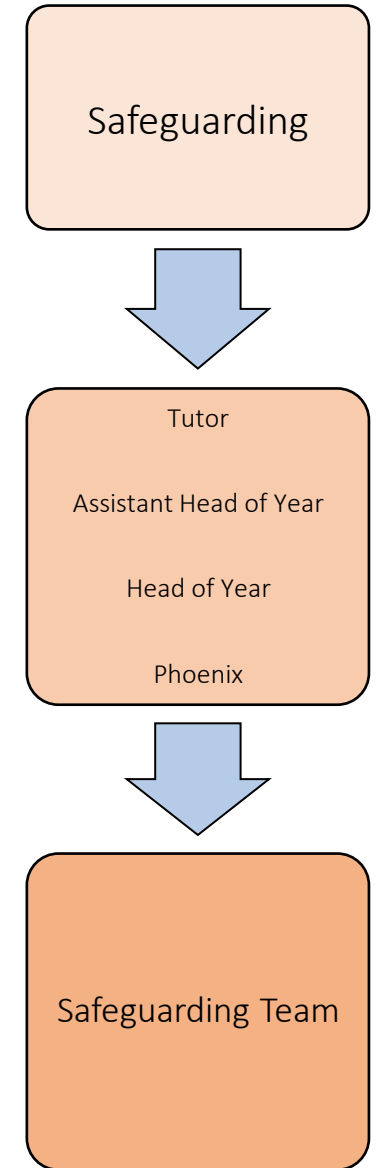 Safeguarding
Tutor
Assistant Head of Year
Head of Year
Phoenix
Safeguarding Team